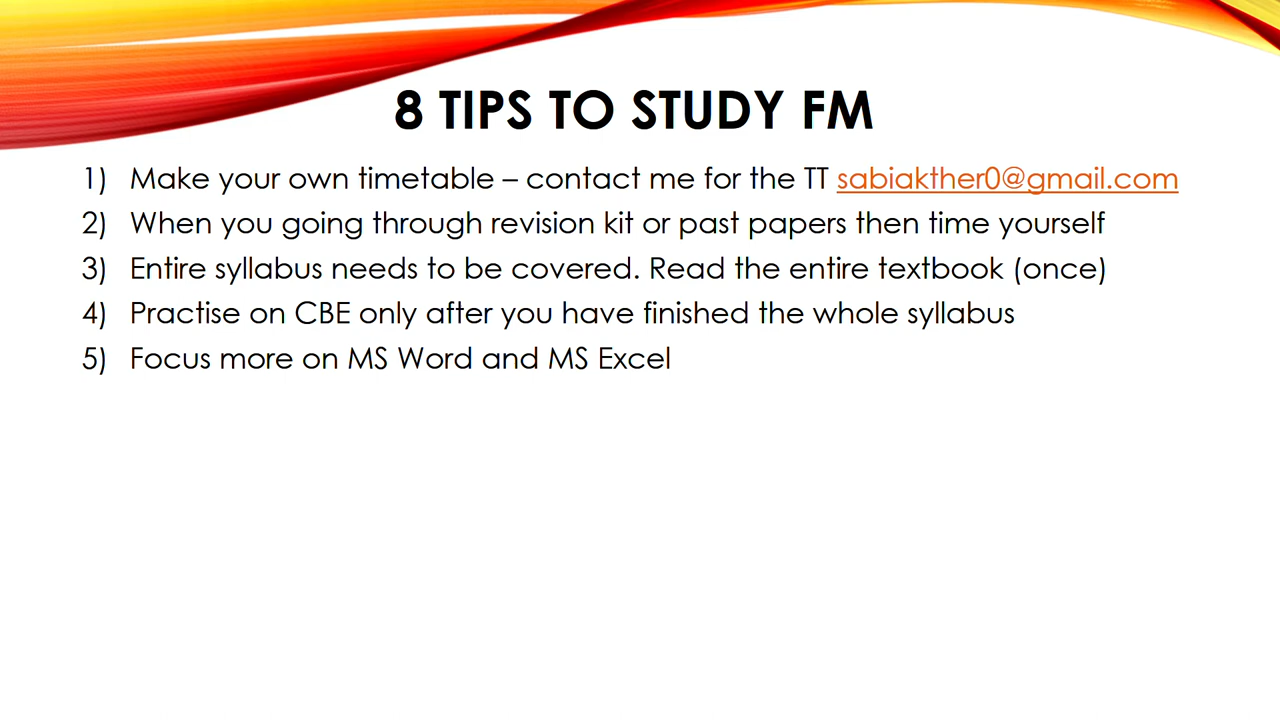 8 TIPS TO STUDY FM
1) Make your own timetable – contact me for the TT sabiakther0@gmail.com
2) When you going through revision kit or past papers then time yourself
3) Entire syllabus needs to be covered. Read the entire textbook (once)
4) Practise on CBE only after you have finished the whole syllabus
5) Focus more on MS Word and MS Excel